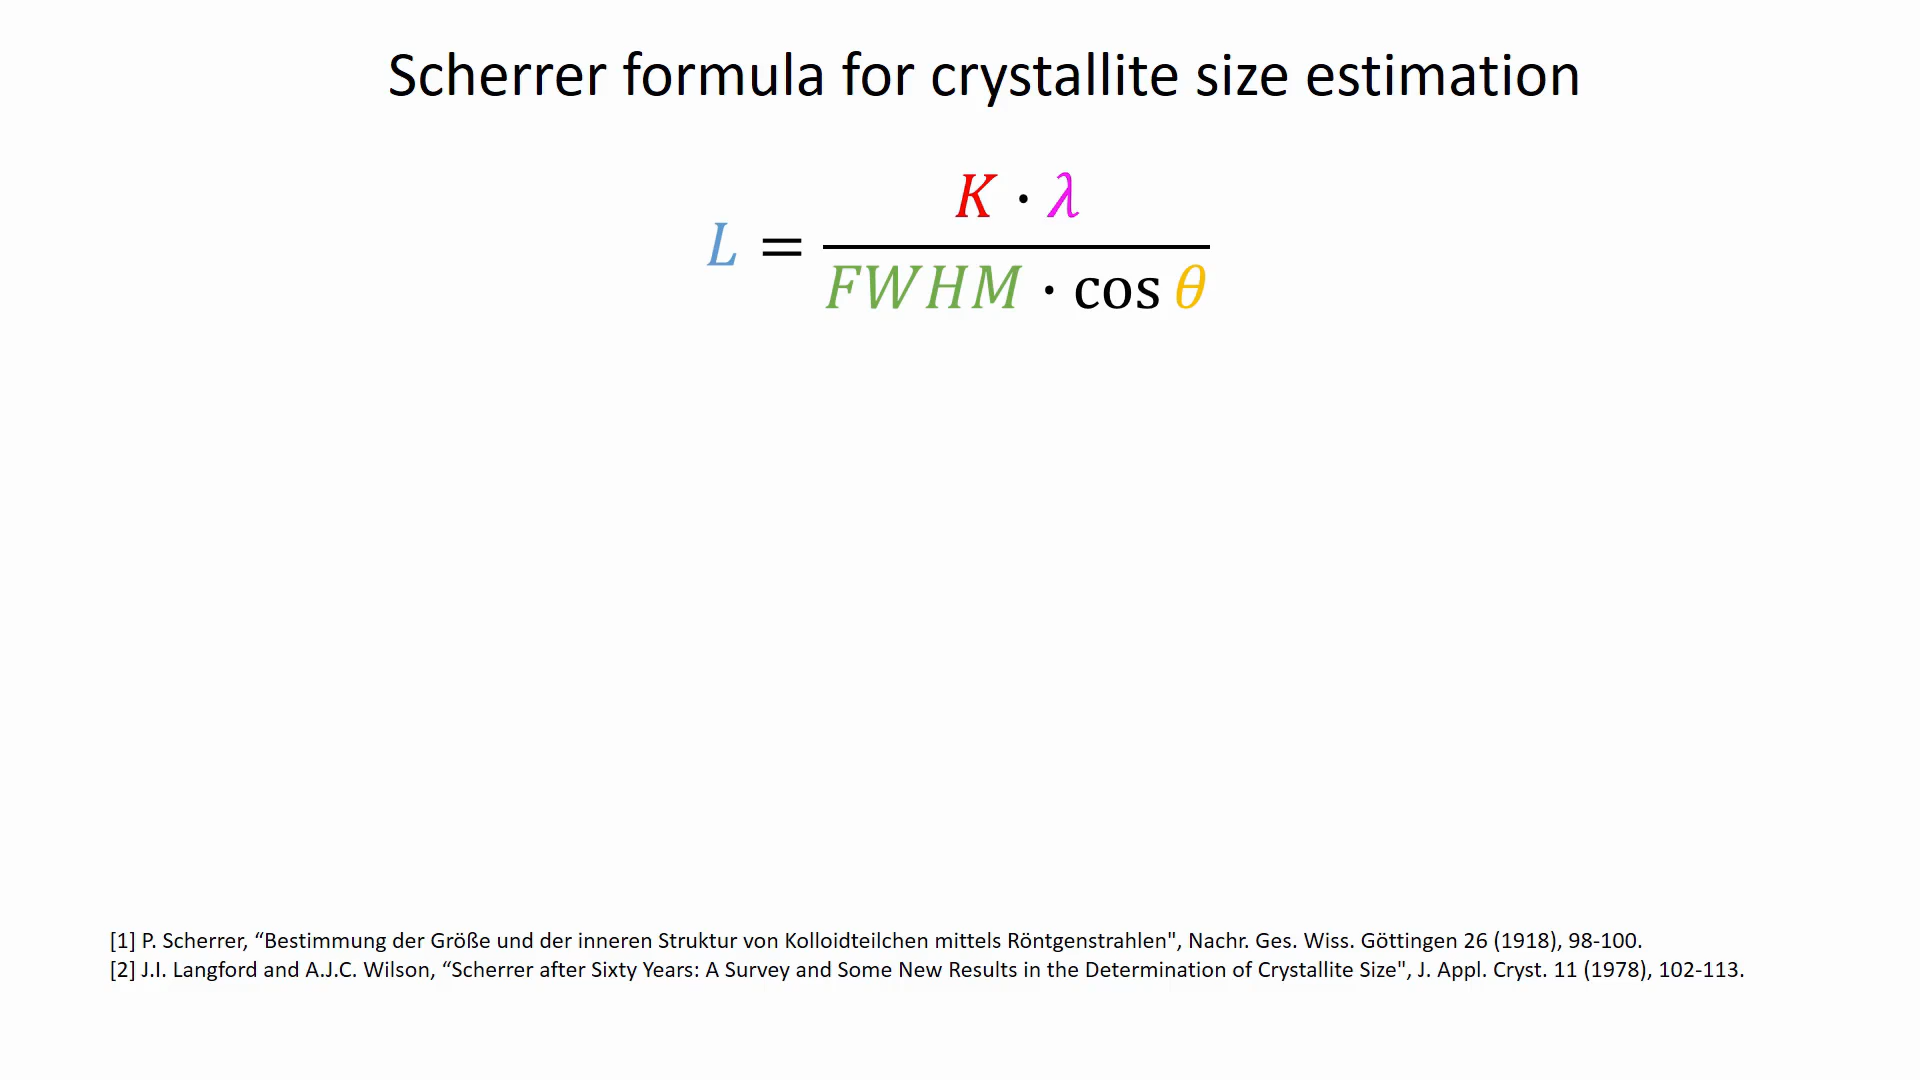 Scherrer formula for crystallite size estimation
L = K · λ / FWHM · cos θ
[1] P. Scherrer, “Bestimmung der Größe und der inneren Struktur von Kolloidteilchen mittels Röntgenstrahlen", Nachr. Ges. Wiss. Göttingen 26 (1918), 98-100.
[2] J.I. Langford and A.J.C. Wilson, “Scherrer after Sixty Years: A Survey and Some New Results in the Determination of Crystallite Size", J. Appl. Cryst. 11 (1978), 102-113.